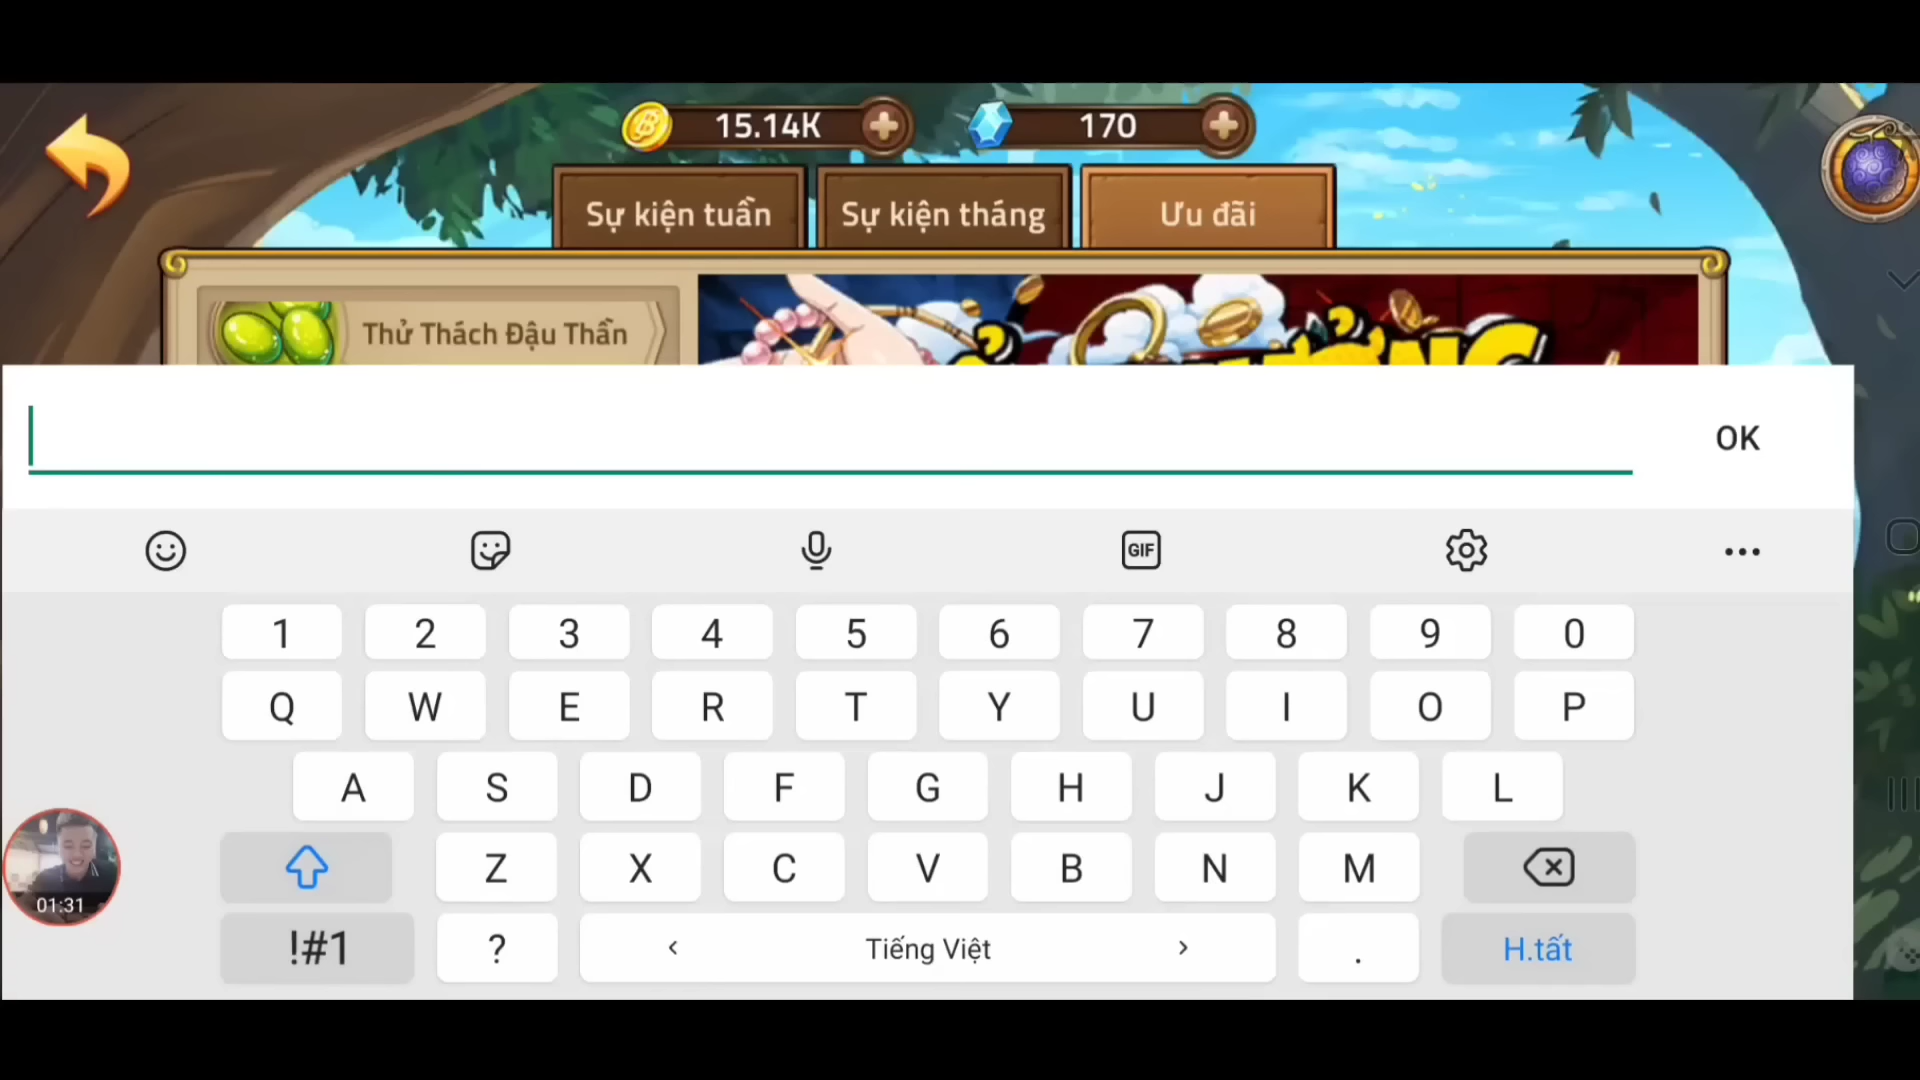 15.14K
170
Sự kiện tuần
Sự kiện tháng
Ưu đãi
Thử Thách Đậu Thần
OK
GIF
1 2 3 4 5 6 7 8 9 0
Q W E R T Y U I O P
A S D F G H J K L
Z X C V B N M
01:31
!#1 ? < Tiếng Việt > . H.tất